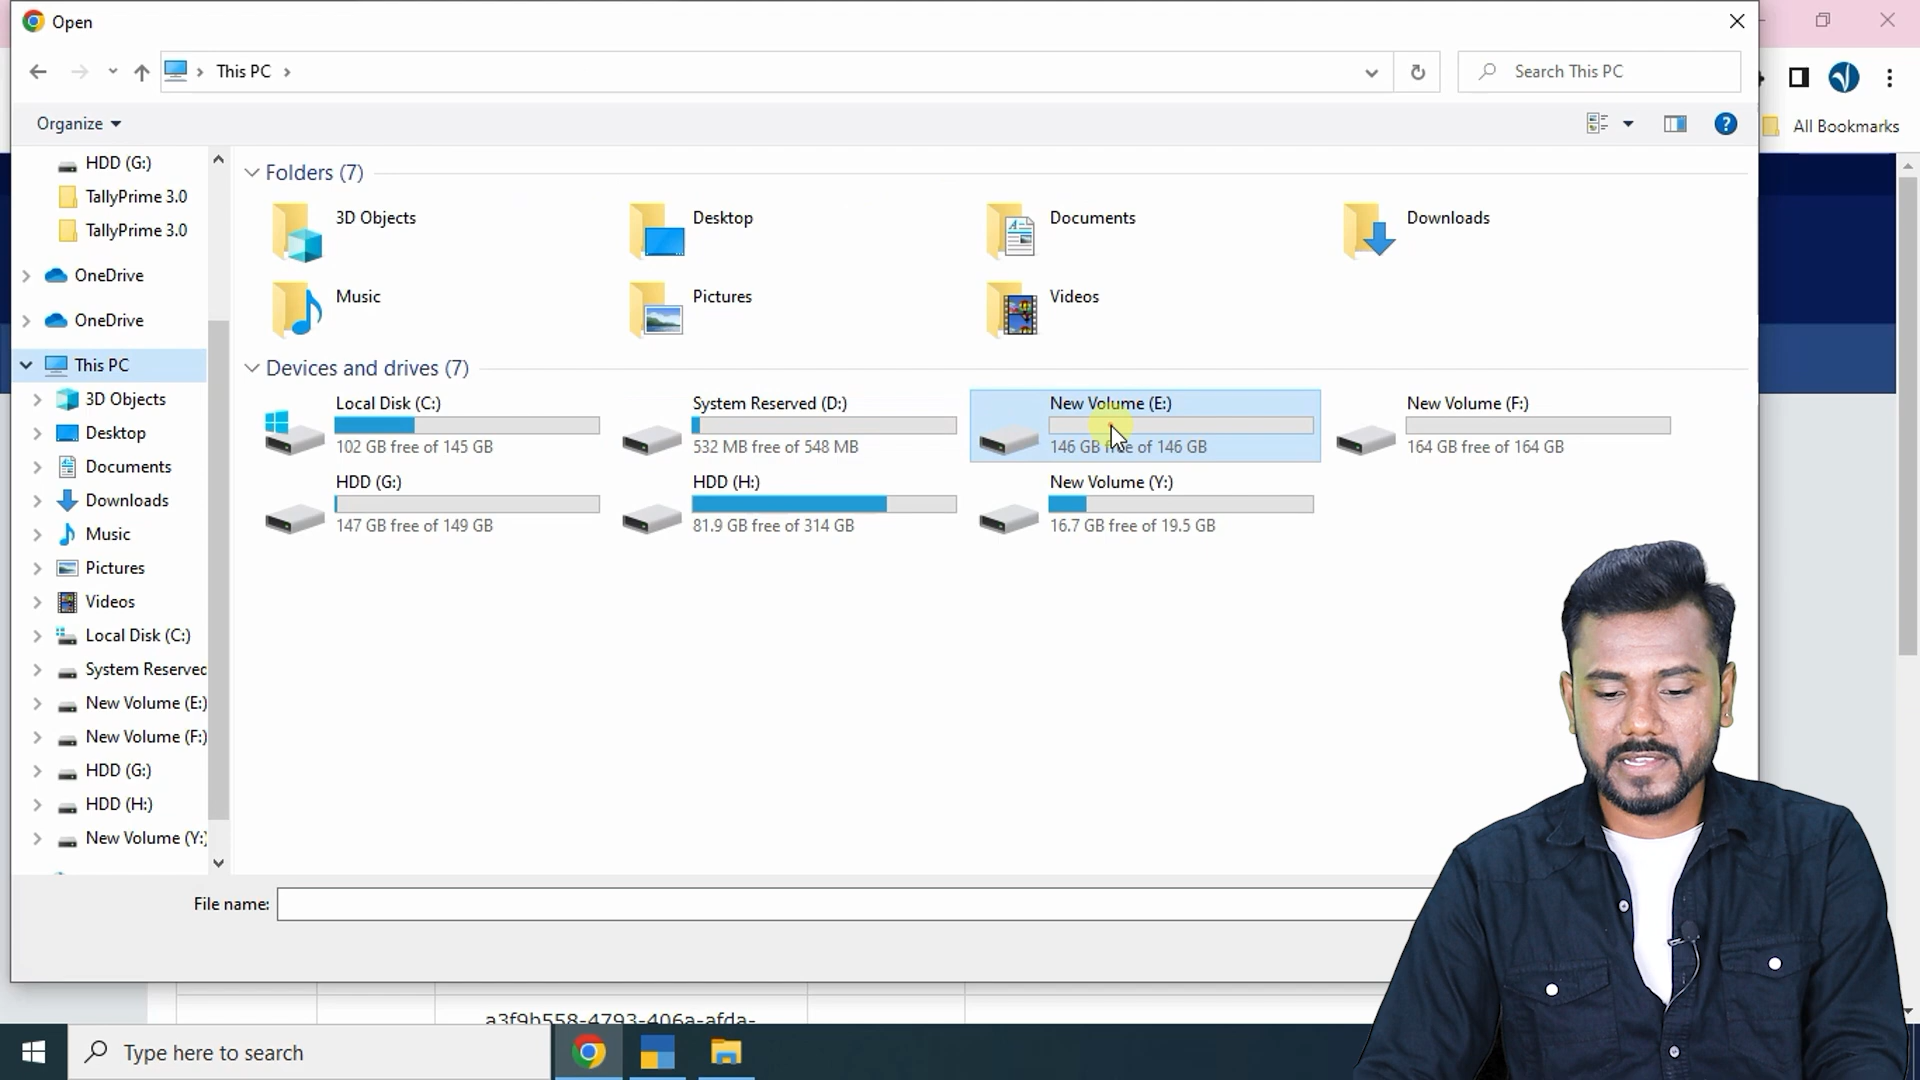 Open
This PC
Search This PC
Organize
All Bookmarks
HDD (G:)
TallyPrime 3.0
TallyPrime 3.0
OneDrive
OneDrive
This PC
3D Objects
Desktop
Documents
Downloads
Music
Pictures
Videos
Local Disk (C:)
System Reserved
New Volume (E:)
New Volume (F:)
HDD (G:)
HDD (H:)
New Volume (Y:)
Folders (7)
3D Objects
Desktop
Documents
Downloads
Music
Pictures
Videos
Devices and drives (7)
Local Disk (C:)
102 GB free of 145 GB
System Reserved (D:)
532 MB free of 548 MB
New Volume (E:)
146 GB free of 146 GB
New Volume (F:)
164 GB free of 164 GB
HDD (G:)
147 GB free of 149 GB
HDD (H:)
81.9 GB free of 314 GB
New Volume (Y:)
16.7 GB free of 19.5 GB
File name:
a3f9b558-4793-406a-afda-
Type here to search